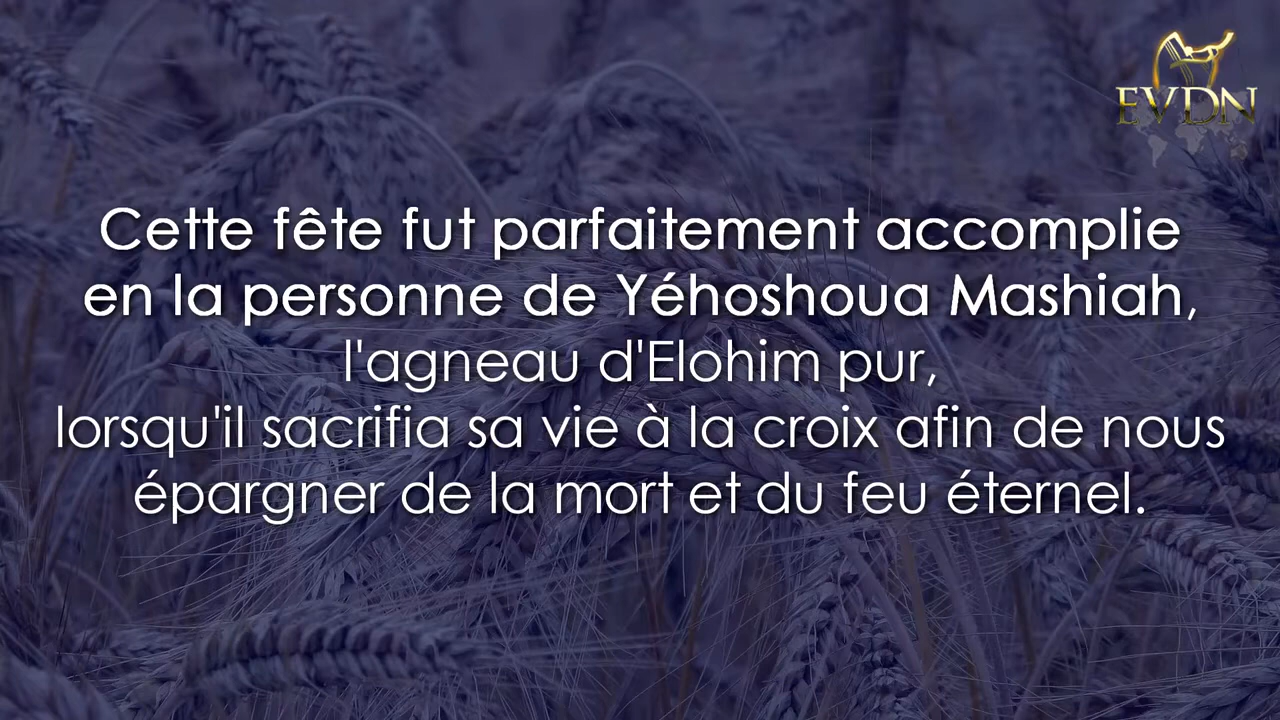 EVDN
Cette fête fut parfaitement accomplie
en la personne de Yéhoshoua Mashiah,
l'agneau d'Elohim pur,
lorsqu'il sacrifia sa vie à la croix afin de nous
épargner de la mort et du feu éternel.